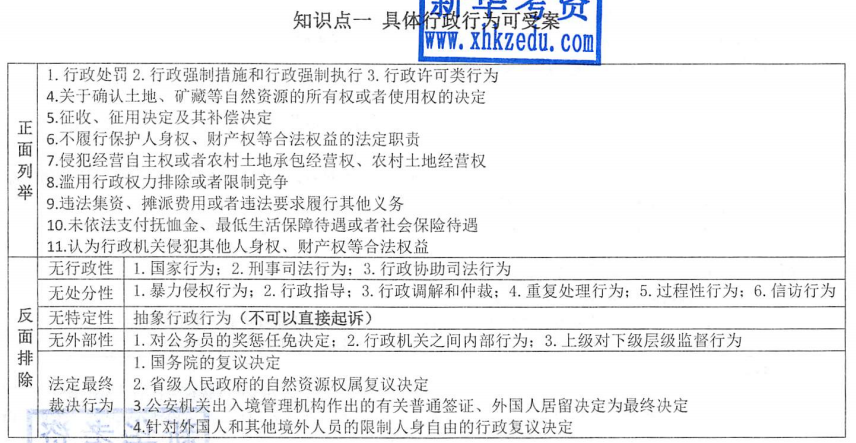 知识点一 具体行政行为可受案
新华考资
www.xhkzedu.com
正面列举
1. 行政处罚 2. 行政强制措施和行政强制执行 3. 行政许可类行为
4.关于确认土地、矿藏等自然资源的所有权或者使用权的决定
5.征收、征用决定及其补偿决定
6.不履行保护人身权、财产权等合法权益的法定职责
7.侵犯经营自主权或者农村土地承包经营权、农村土地经营权
8.滥用行政权力排除或者限制竞争
9.违法集资、摊派费用或者违法要求履行其他义务
10.未依法支付抚恤金、最低生活保障待遇或者社会保险待遇
11.认为行政机关侵犯其他人身权、财产权等合法权益
反面排除
无行政性 1. 国家行为；2. 刑事司法行为；3. 行政协助司法行为
无处分性 1. 暴力侵权行为；2. 行政指导；3. 行政调解和仲裁；4. 重复处理行为；5. 过程性行为；6. 信访行为
无特定性 抽象行政行为（不可以直接起诉）
无外部性 1. 对公务员的奖惩任免决定；2. 行政机关之间内部行为；3. 上级对下级层级监督行为
法定最终
裁决行为
1. 国务院的复议决定
2. 省级人民政府的自然资源权属复议决定
3.公安机关出入境管理机构作出的有关普通签证、外国人居留决定为最终决定
4.针对外国人和其他境外人员的限制人身自由的行政复议决定